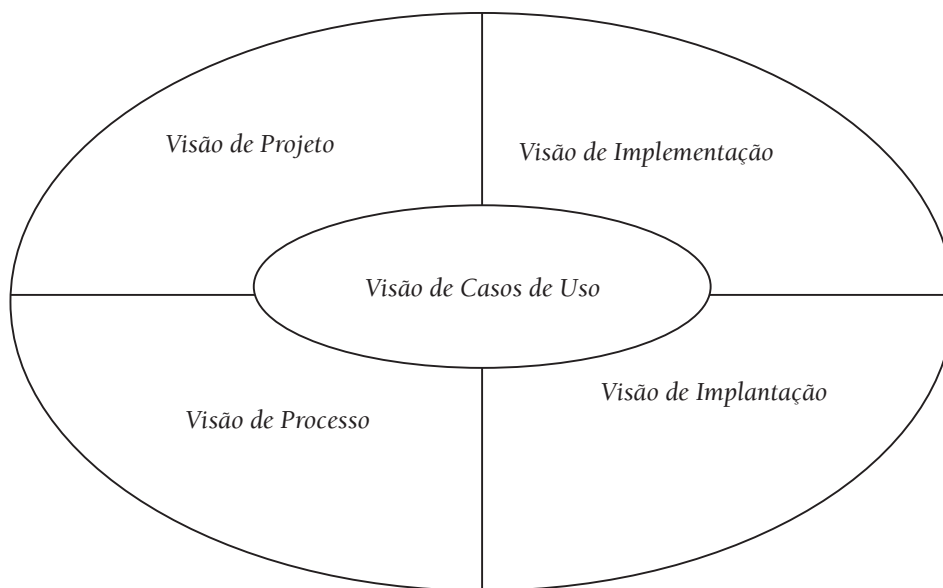 Visão de Projeto
Visão de Implementação
Visão de Casos de Uso
Visão de Processo
Visão de Implantação